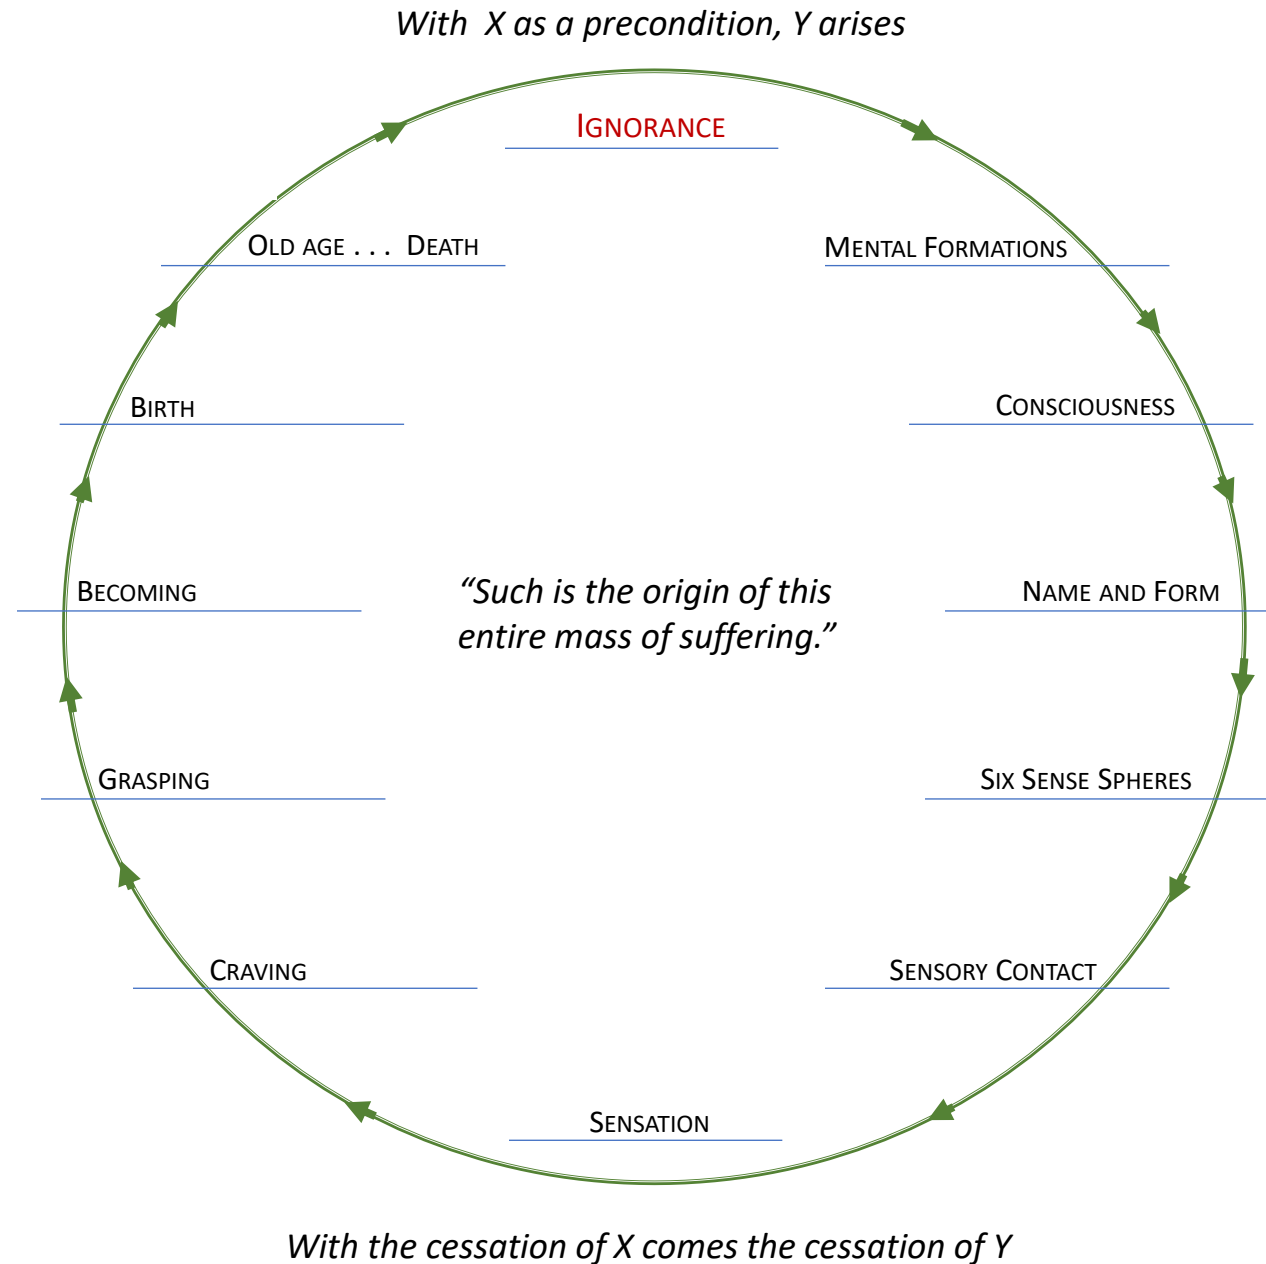 With X as a precondition, Y arises
IGNORANCE
MENTAL FORMATIONS
CONSCIOUSNESS
NAME AND FORM
SIX SENSE SPHERES
SENSORY CONTACT
SENSATION
CRAVING
GRASPING
BECOMING
BIRTH
OLD AGE . . . DEATH
“Such is the origin of this
entire mass of suffering.”
With the cessation of X comes the cessation of Y